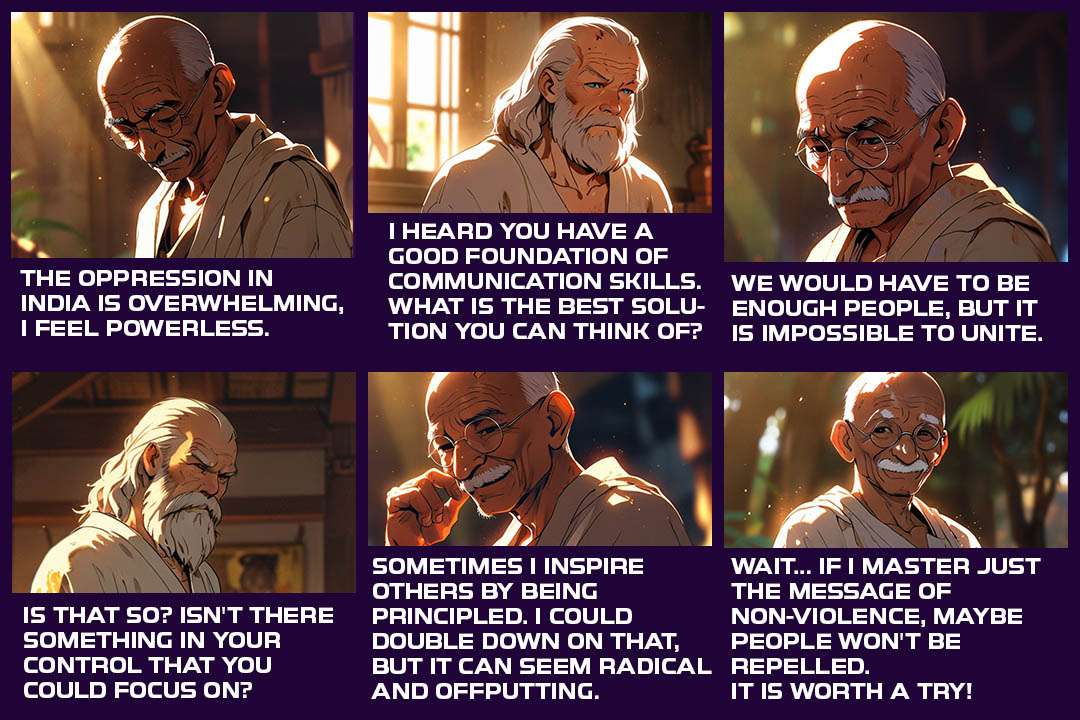 THE OPPRESSION IN
INDIA IS OVERWHELMING,
I FEEL POWERLESS.
I HEARD YOU HAVE A
GOOD FOUNDATION OF
COMMUNICATION SKILLS.
WHAT IS THE BEST SOLU-
TION YOU CAN THINK OF?
WE WOULD HAVE TO BE
ENOUGH PEOPLE, BUT IT
IS IMPOSSIBLE TO UNITE.
IS THAT SO? ISN'T THERE
SOMETHING IN YOUR
CONTROL THAT YOU
COULD FOCUS ON?
SOMETIMES I INSPIRE
OTHERS BY BEING
PRINCIPLED. I COULD
DOUBLE DOWN ON THAT,
BUT IT CAN SEEM RADICAL
AND OFFPUTTING.
WAIT... IF I MASTER JUST
THE MESSAGE OF
NON-VIOLENCE, MAYBE
PEOPLE WON'T BE
REPELLED.
IT IS WORTH A TRY!